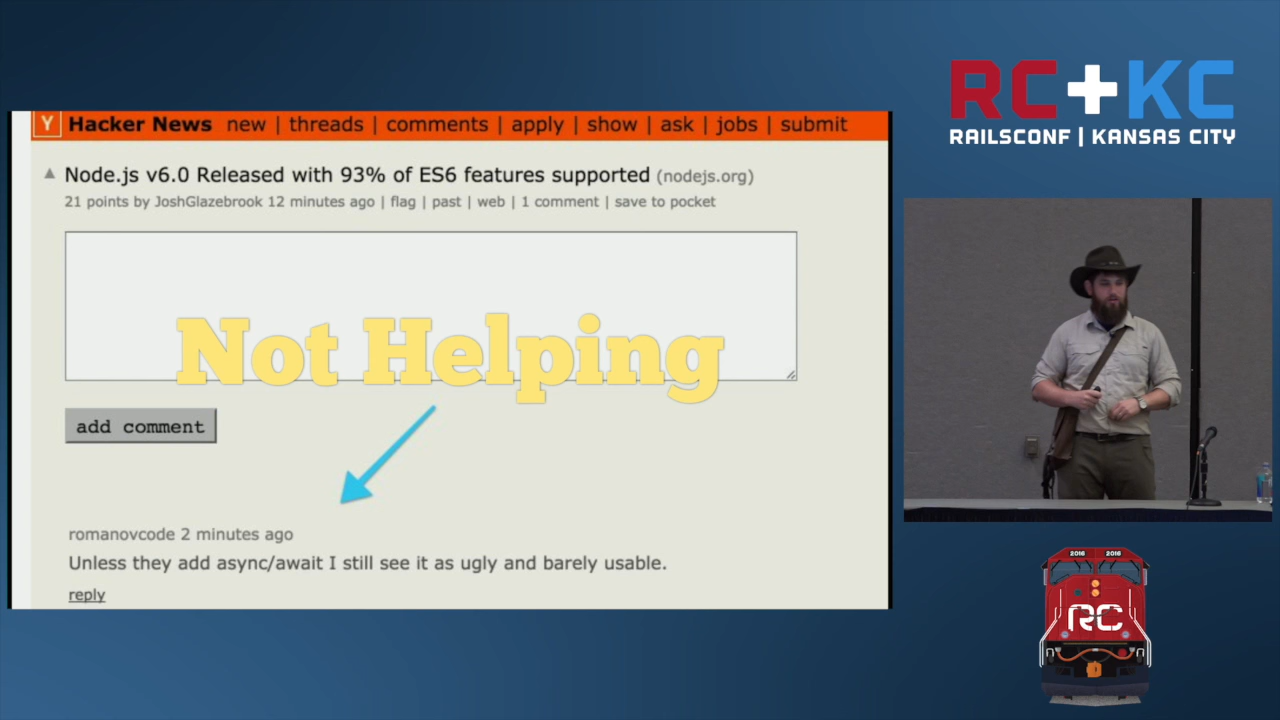 Y Hacker News new | threads | comments | apply | show | ask | jobs | submit
Node.js v6.0 Released with 93% of ES6 features supported (nodejs.org)
21 points by JoshGlazebrook 12 minutes ago | flag | past | web | 1 comment | save to pocket
Not Helping
add comment
romanovcode 2 minutes ago
Unless they add async/await I still see it as ugly and barely usable.
reply
RC+KC
RAILSCONF | KANSAS CITY
2016 2016
RC